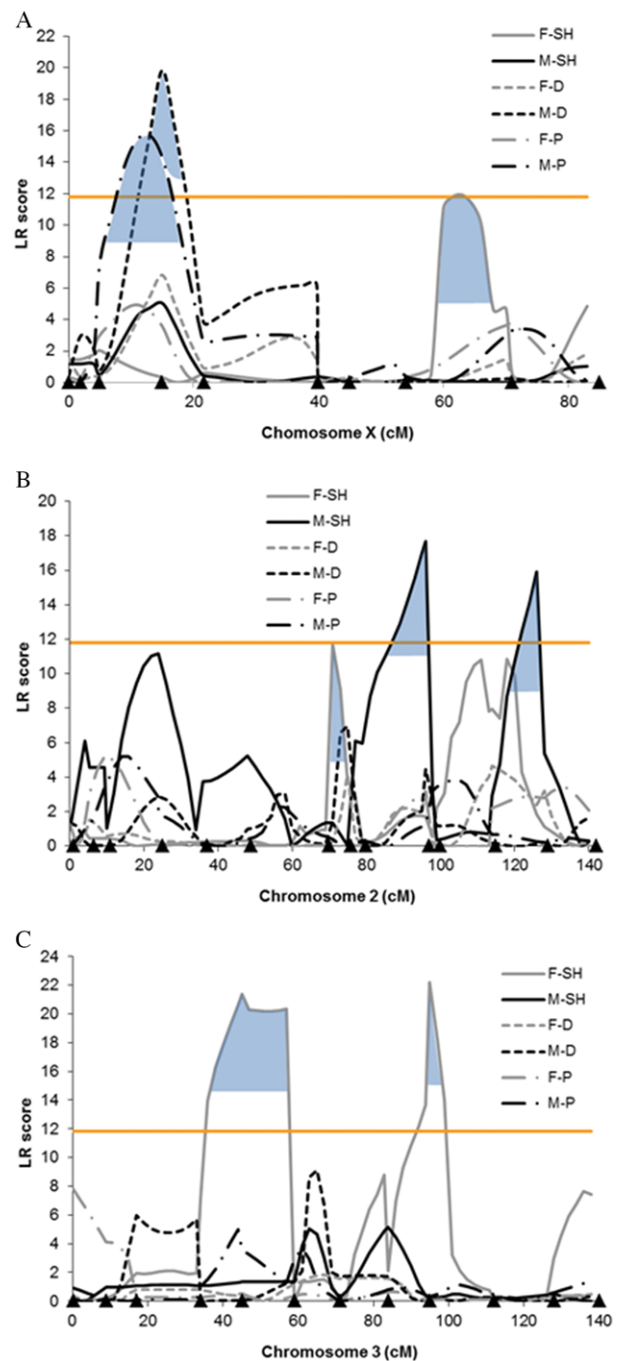 A
F-SH
M-SH
F-D
M-D
F-P
M-P
22
20
18
16
14
12
10
8
6
4
2
0
LR score
0 20 40 60 80
Chomosome X (cM)
B
F-SH
M-SH
F-D
M-D
F-P
M-P
20
18
16
14
12
10
8
6
4
2
0
LR score
0 20 40 60 80 100 120 140
Chromosome 2 (cM)
C
F-SH
M-SH
F-D
M-D
F-P
M-P
24
22
20
18
16
14
12
10
8
6
4
2
0
LR score
0 20 40 60 80 100 120 140
Chromosome 3 (cM)